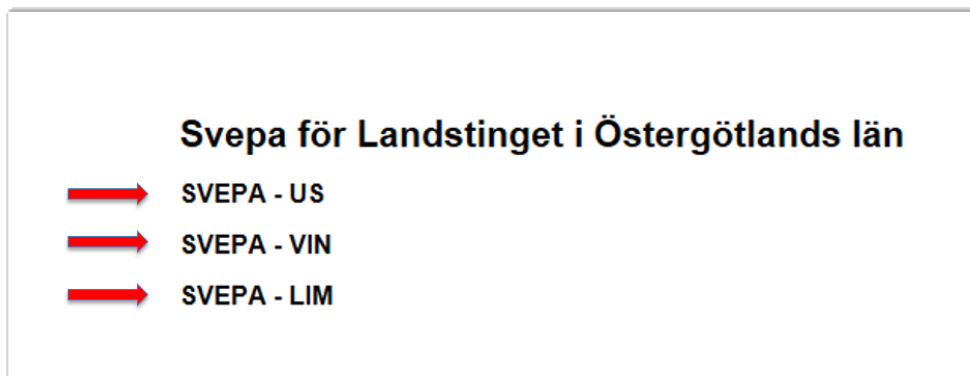 Svepa för Landstinget i Östergötlands län
SVEPA - US
SVEPA - VIN
SVEPA - LIM